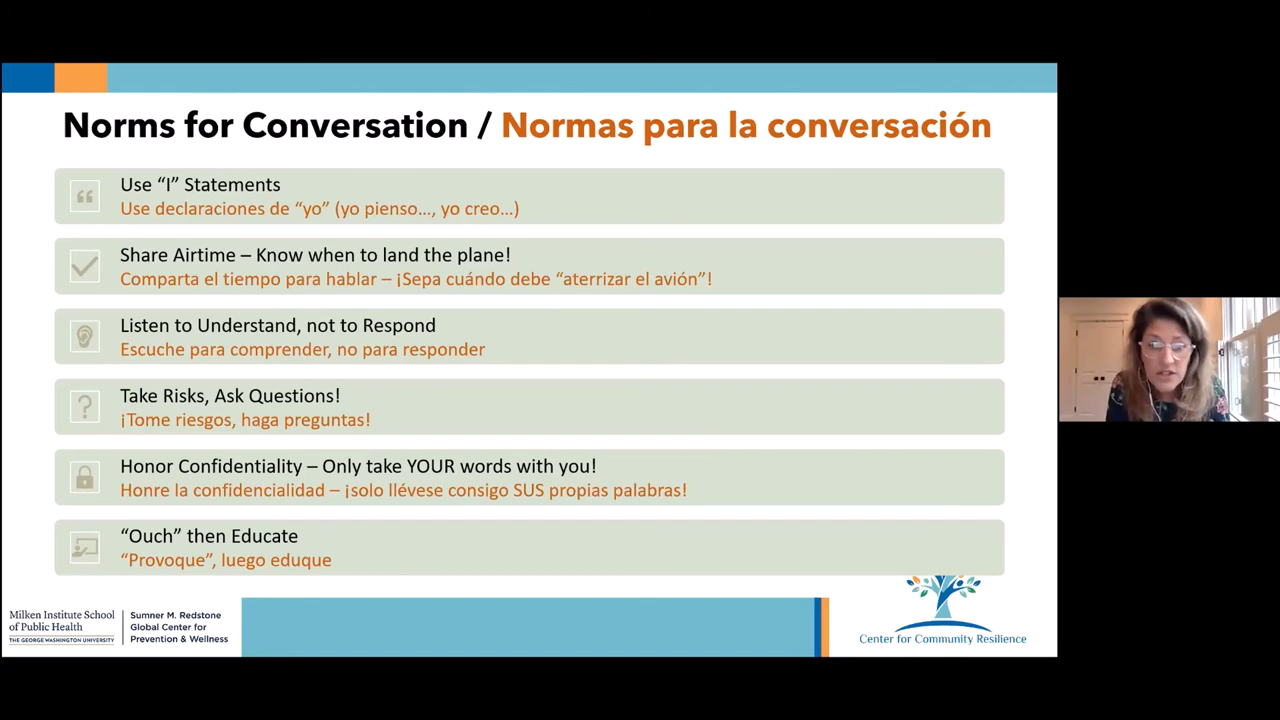 Norms for Conversation / Normas para la conversación
Use “I” Statements
Use declaraciones de “yo” (yo pienso…, yo creo…)
Share Airtime – Know when to land the plane!
Comparta el tiempo para hablar – ¡Sepa cuándo debe “aterrizar el avión”!
Listen to Understand, not to Respond
Escuche para comprender, no para responder
Take Risks, Ask Questions!
¡Tome riesgos, haga preguntas!
Honor Confidentiality – Only take YOUR words with you!
Honre la confidencialidad – ¡solo llévese consigo SUS propias palabras!
“Ouch” then Educate
“Provoque”, luego eduque
Milken Institute School
of Public Health
THE GEORGE WASHINGTON UNIVERSITY
Sumner M. Redstone
Global Center for
Prevention & Wellness
Center for Community Resilience